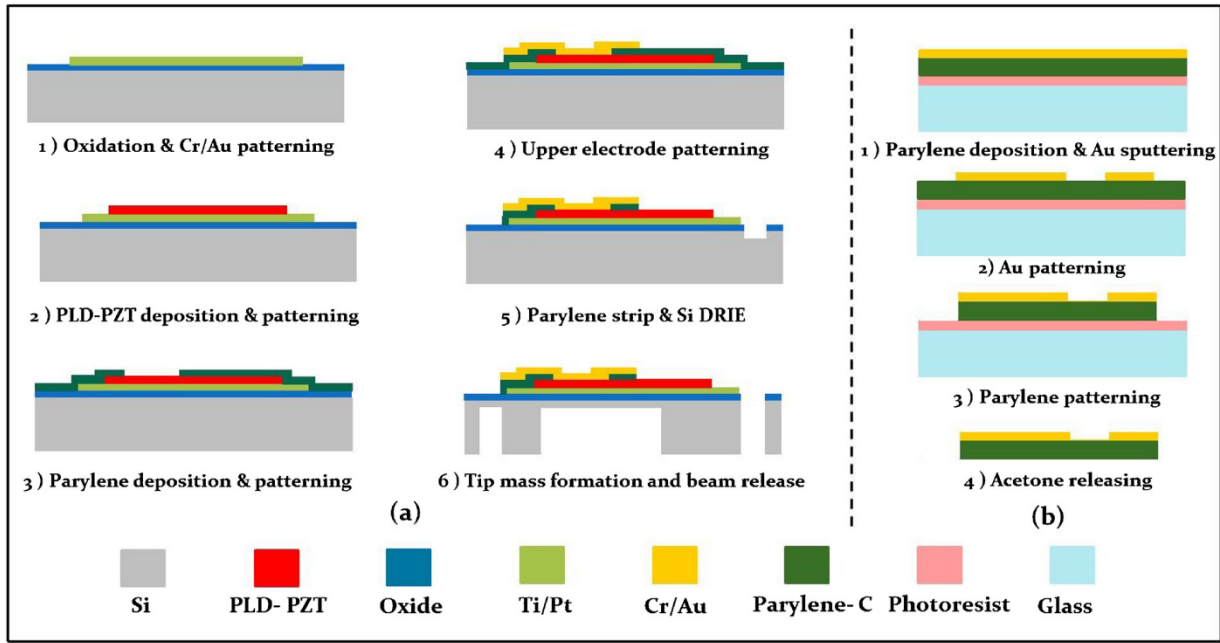 1 ) Oxidation & Cr/Au patterning
2 ) PLD-PZT deposition & patterning
3 ) Parylene deposition & patterning
4 ) Upper electrode patterning
5 ) Parylene strip & Si DRIE
6 ) Tip mass formation and beam release
(a)
1 ) Parylene deposition & Au sputtering
2) Au patterning
3 ) Parylene patterning
4 ) Acetone releasing
(b)
Si
PLD- PZT
Oxide
Ti/Pt
Cr/Au
Parylene- C
Photoresist
Glass